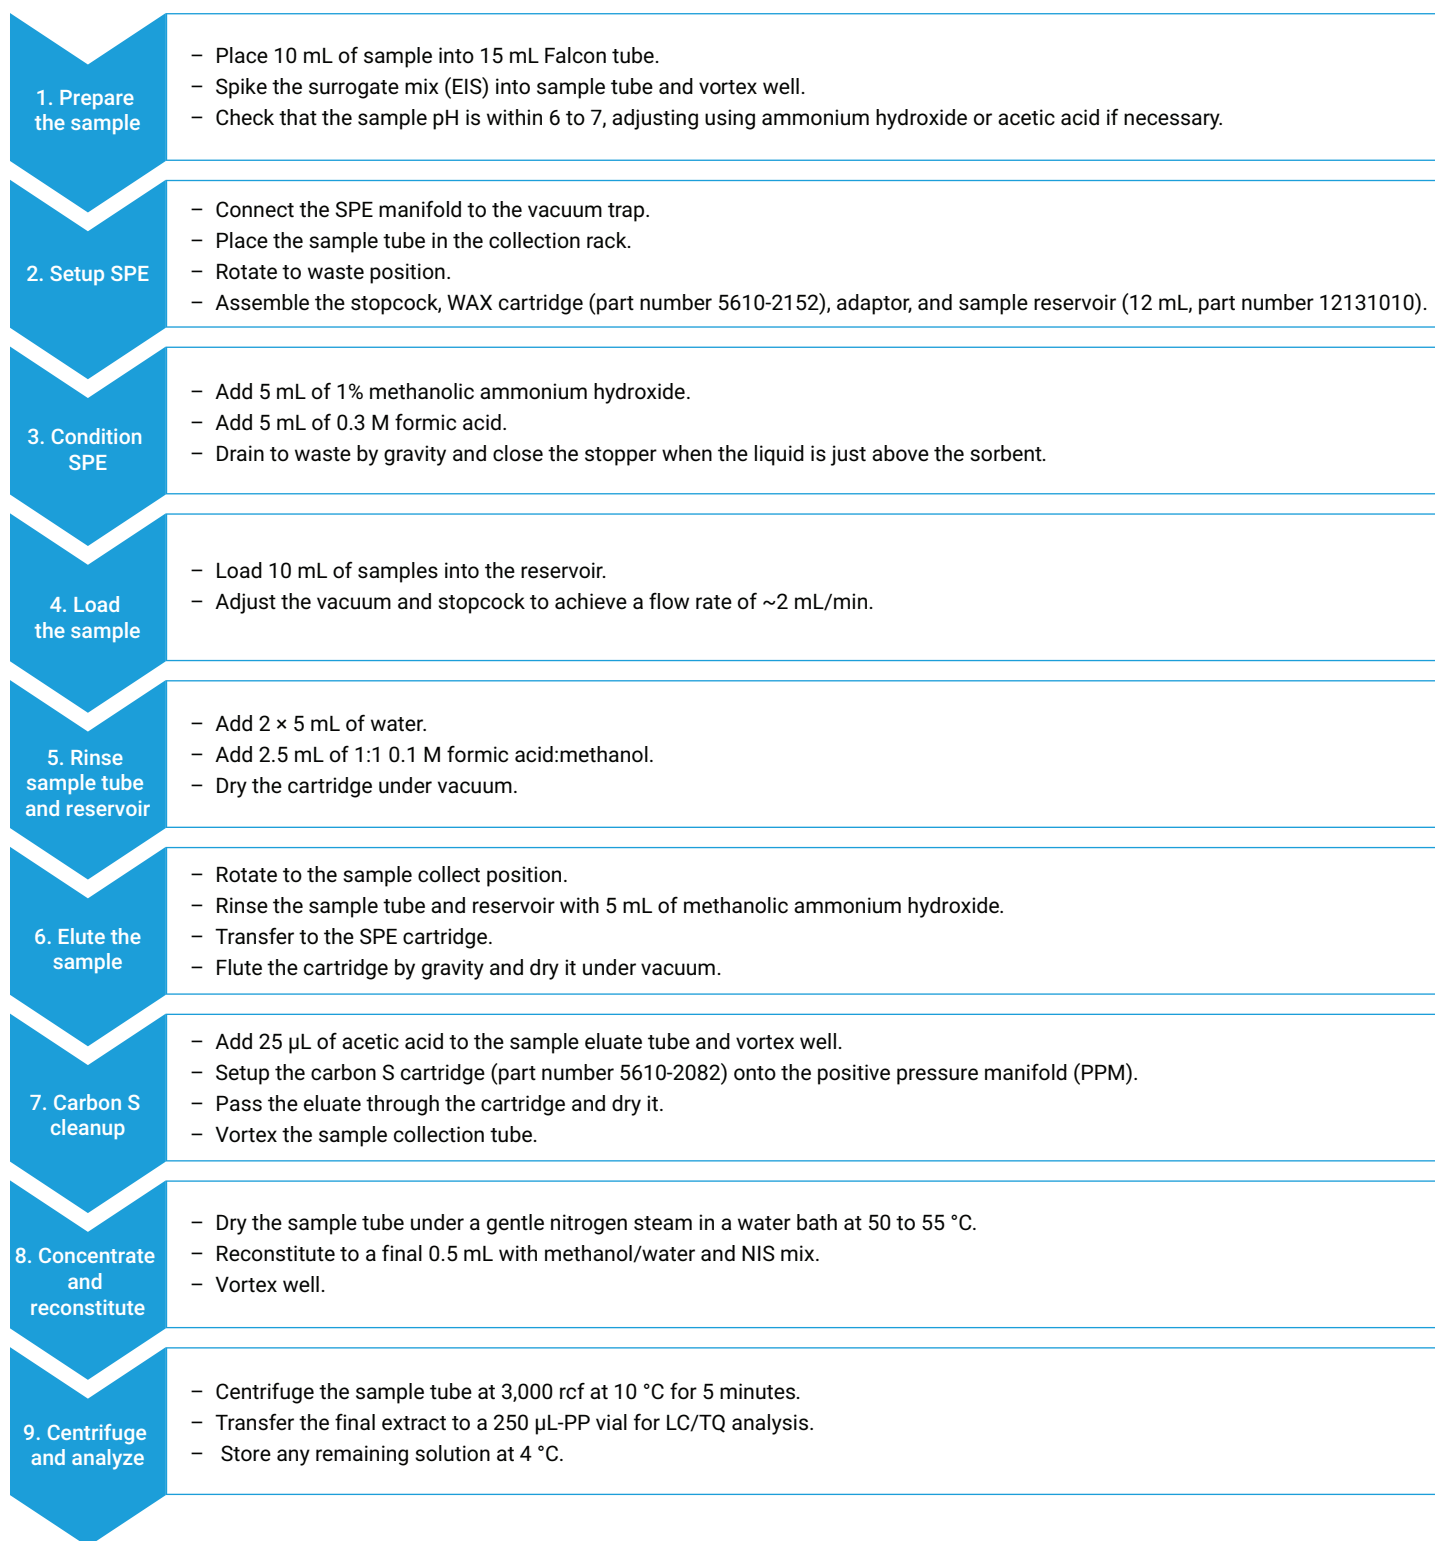 1. Prepare
the sample
– Place 10 mL of sample into 15 mL Falcon tube.
– Spike the surrogate mix (EIS) into sample tube and vortex well.
– Check that the sample pH is within 6 to 7, adjusting using ammonium hydroxide or acetic acid if necessary.
2. Setup SPE
– Connect the SPE manifold to the vacuum trap.
– Place the sample tube in the collection rack.
– Rotate to waste position.
– Assemble the stopcock, WAX cartridge (part number 5610-2152), adaptor, and sample reservoir (12 mL, part number 12131010).
3. Condition
SPE
– Add 5 mL of 1% methanolic ammonium hydroxide.
– Add 5 mL of 0.3 M formic acid.
– Drain to waste by gravity and close the stopper when the liquid is just above the sorbent.
4. Load
the sample
– Load 10 mL of samples into the reservoir.
– Adjust the vacuum and stopcock to achieve a flow rate of ~2 mL/min.
5. Rinse
sample tube
and reservoir
– Add 2 × 5 mL of water.
– Add 2.5 mL of 1:1 0.1 M formic acid:methanol.
– Dry the cartridge under vacuum.
6. Elute the
sample
– Rotate to the sample collect position.
– Rinse the sample tube and reservoir with 5 mL of methanolic ammonium hydroxide.
– Transfer to the SPE cartridge.
– Flute the cartridge by gravity and dry it under vacuum.
7. Carbon S
cleanup
– Add 25 µL of acetic acid to the sample eluate tube and vortex well.
– Setup the carbon S cartridge (part number 5610-2082) onto the positive pressure manifold (PPM).
– Pass the eluate through the cartridge and dry it.
– Vortex the sample collection tube.
8. Concentrate
and
reconstitute
– Dry the sample tube under a gentle nitrogen steam in a water bath at 50 to 55 °C.
– Reconstitute to a final 0.5 mL with methanol/water and NIS mix.
– Vortex well.
9. Centrifuge
and analyze
– Centrifuge the sample tube at 3,000 rcf at 10 °C for 5 minutes.
– Transfer the final extract to a 250 µL-PP vial for LC/TQ analysis.
– Store any remaining solution at 4 °C.